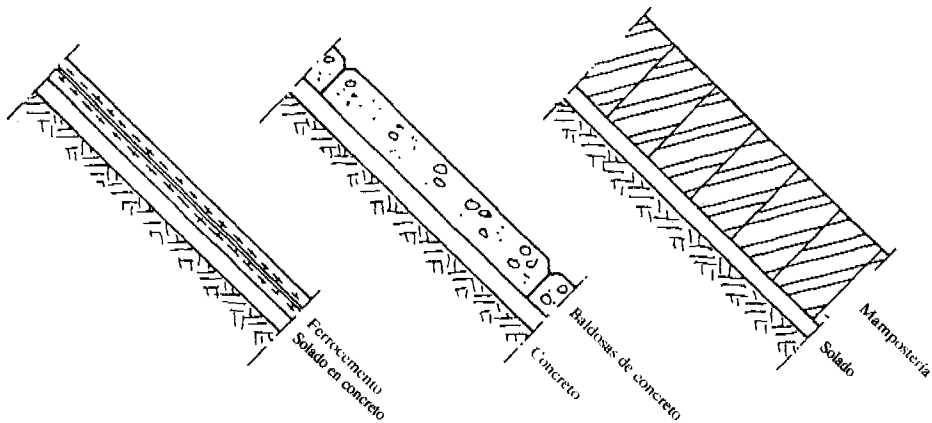 Ferrocemento
Solado en concreto
Baldosas de concreto
Concreto
Mampostería
Solado